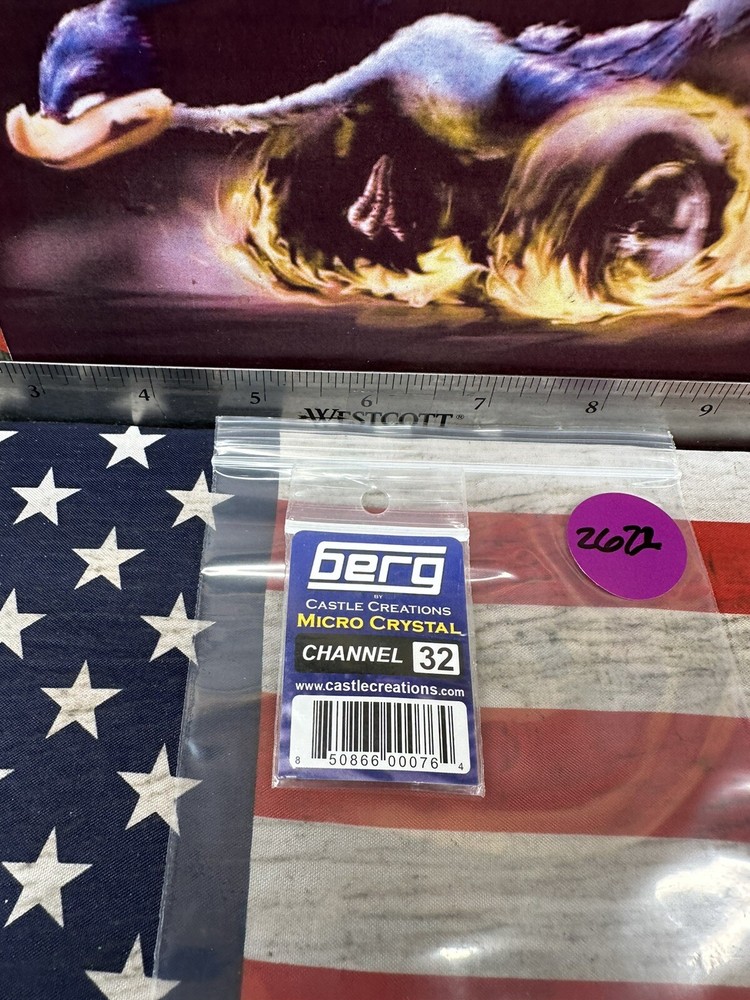 3 4 5 6 7 8 9
WESTCOTT®
2672
berg
BY
CASTLE CREATIONS
MICRO CRYSTAL
CHANNEL 32
www.castlecreations.com
8 50866 00076 4